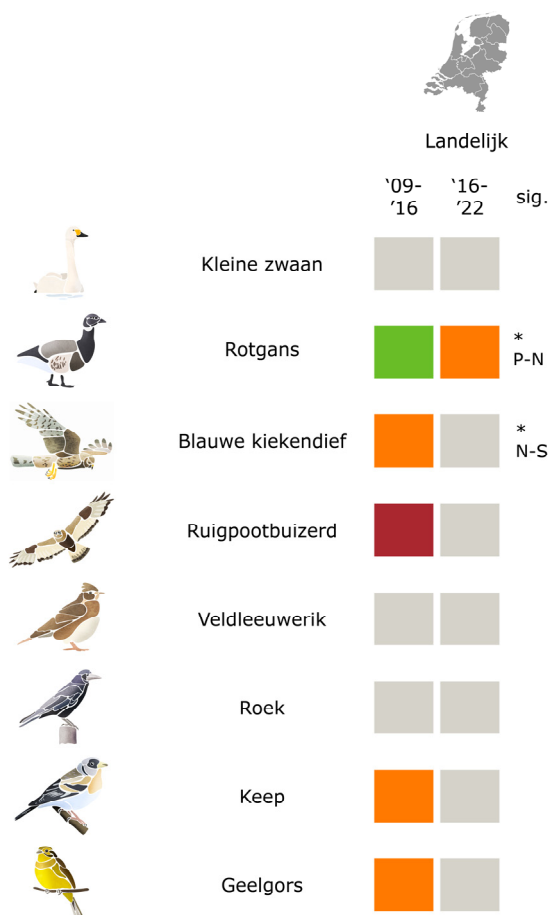 Landelijk
‘09-
’16
‘16-
’22
sig.
Kleine zwaan
Rotgans
*
P-N
Blauwe kiekendief
*
N-S
Ruigpootbuizerd
Veldleeuwerik
Roek
Keep
Geelgors